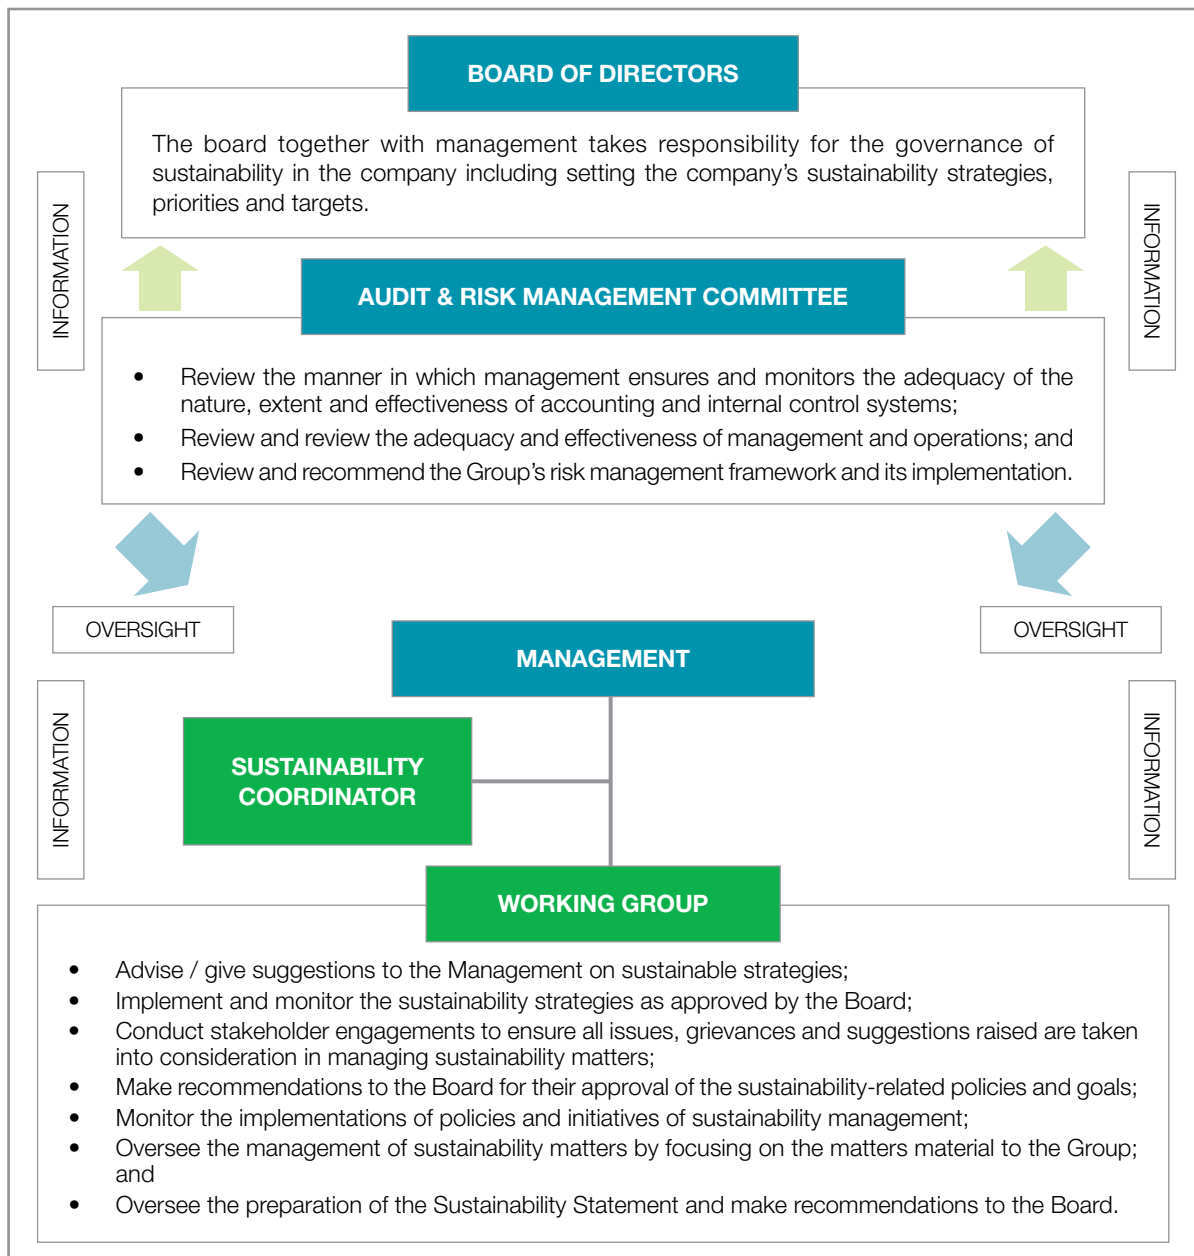 BOARD OF DIRECTORS
The board together with management takes responsibility for the governance of
sustainability in the company including setting the company’s sustainability strategies,
priorities and targets.
INFORMATION
INFORMATION
AUDIT & RISK MANAGEMENT COMMITTEE
• Review the manner in which management ensures and monitors the adequacy of the
nature, extent and effectiveness of accounting and internal control systems;
• Review and review the adequacy and effectiveness of management and operations; and
• Review and recommend the Group’s risk management framework and its implementation.
OVERSIGHT
OVERSIGHT
MANAGEMENT
INFORMATION
INFORMATION
SUSTAINABILITY
COORDINATOR
WORKING GROUP
• Advise / give suggestions to the Management on sustainable strategies;
• Implement and monitor the sustainability strategies as approved by the Board;
• Conduct stakeholder engagements to ensure all issues, grievances and suggestions raised are taken
into consideration in managing sustainability matters;
• Make recommendations to the Board for their approval of the sustainability-related policies and goals;
• Monitor the implementations of policies and initiatives of sustainability management;
• Oversee the management of sustainability matters by focusing on the matters material to the Group;
and
• Oversee the preparation of the Sustainability Statement and make recommendations to the Board.